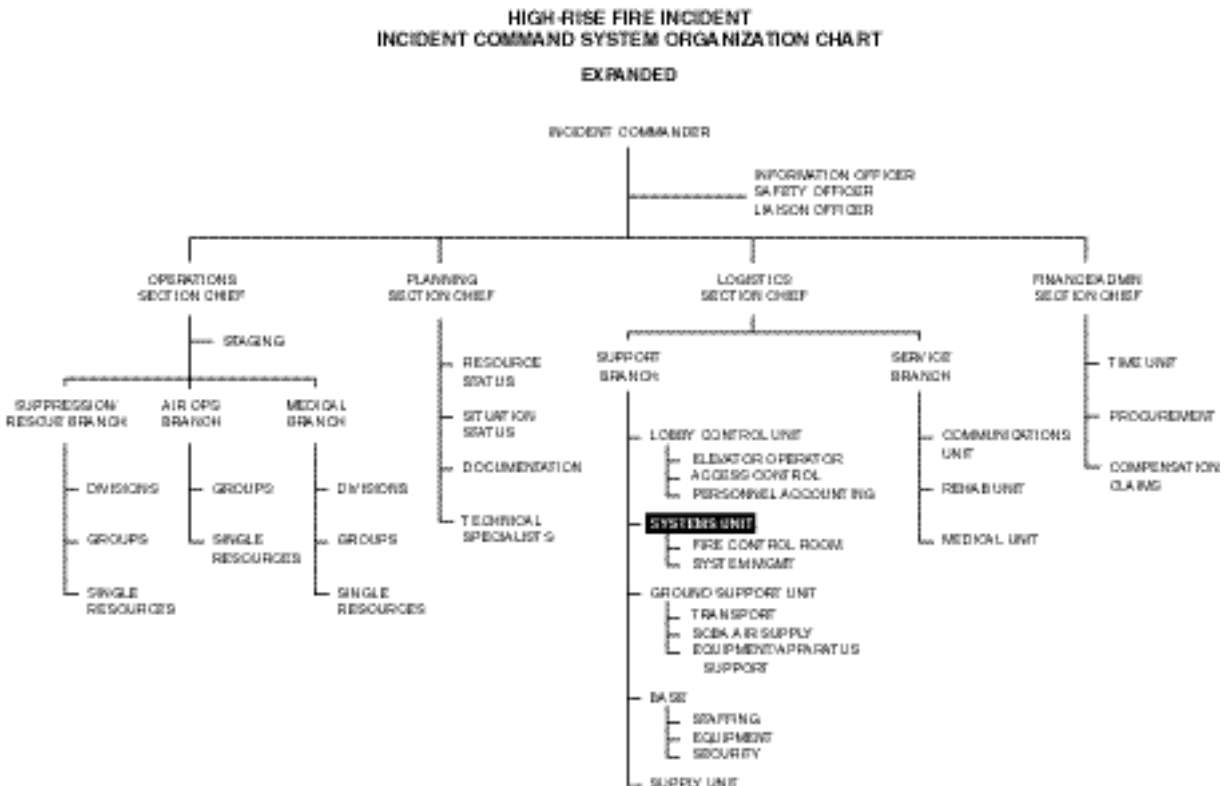 HIGH-RISE FIRE INCIDENT
INCIDENT COMMAND SYSTEM ORGANIZATION CHART
EXPANDED
INCIDENT COMMANDER
INFORMATION OFFICER
SAFETY OFFICER
LIAISON OFFICER
OPERATIONS
SECTION CHIEF
PLANNING
SECTION CHIEF
LOGISTICS
SECTION CHIEF
FINANCE/ADMIN
SECTION CHIEF
STAGING
SUPPRESSION/
RESCUE BRANCH
AIR OPS
BRANCH
MEDICAL
BRANCH
DIVISIONS
GROUPS
SINGLE
RESOURCES
GROUPS
SINGLE
RESOURCES
DIVISIONS
GROUPS
SINGLE
RESOURCES
RESOURCE
STATUS
SITUATION
STATUS
DOCUMENTATION
TECHNICAL
SPECIALISTS
SUPPORT
BRANCH
LOBBY CONTROL UNIT
ELEVATOR OPERATOR
ACCESS CONTROL
PERSONNEL ACCOUNTING
SYSTEMS UNIT
FIRE CONTROL ROOM
SYSTEM MGMT
GROUND SUPPORT UNIT
TRANSPORT
SCBA AIR SUPPLY
EQUIPMENT/APPARATUS
SUPPORT
BASE
STAFFING
EQUIPMENT
SECURITY
SUPPLY UNIT
SERVICE
BRANCH
COMMUNICATIONS
UNIT
REHAB UNIT
MEDICAL UNIT
TIME UNIT
PROCUREMENT
COMPENSATION
CLAIMS